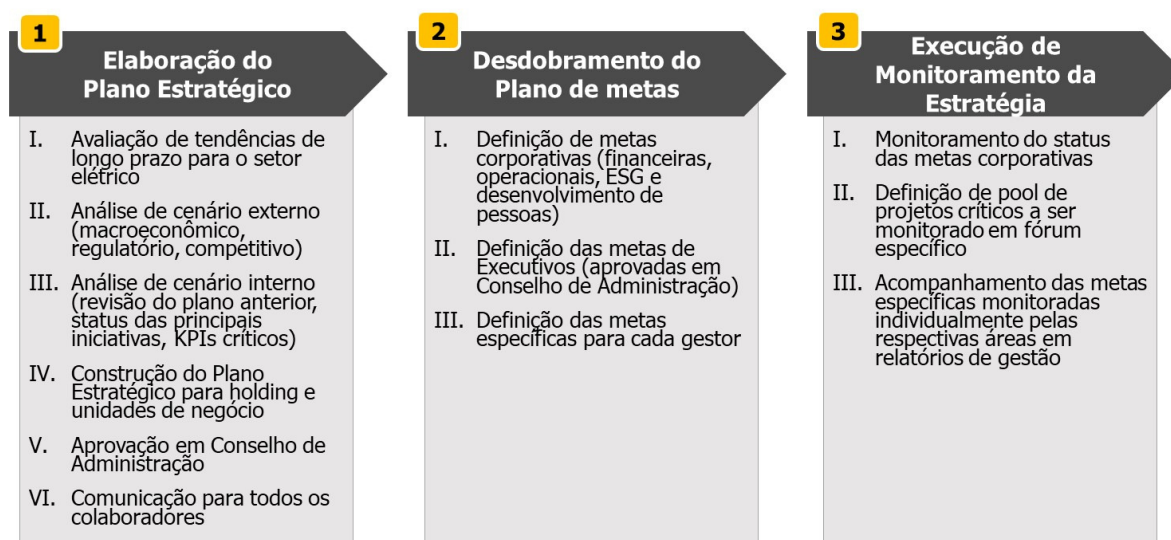 1
Elaboração do
Plano Estratégico
I. Avaliação de tendências de
longo prazo para o setor
elétrico
II. Análise de cenário externo
(macroeconômico,
regulatório, competitivo)
III. Análise de cenário interno
(revisão do plano anterior,
status das principais
iniciativas, KPIs críticos)
IV. Construção do Plano
Estratégico para holding e
unidades de negócio
V. Aprovação em Conselho de
Administração
VI. Comunicação para todos os
colaboradores
2
Desdobramento do
Plano de metas
I. Definição de metas
corporativas (financeiras,
operacionais, ESG e
desenvolvimento de
pessoas)
II. Definição das metas de
Executivos (aprovadas em
Conselho de Administração)
III. Definição das metas
específicas para cada gestor
3
Execução de
Monitoramento da
Estratégia
I. Monitoramento do status
das metas corporativas
II. Definição de pool de
projetos críticos a ser
monitorado em fórum
específico
III. Acompanhamento das metas
específicas monitoradas
individualmente pelas
respectivas áreas em
relatórios de gestão